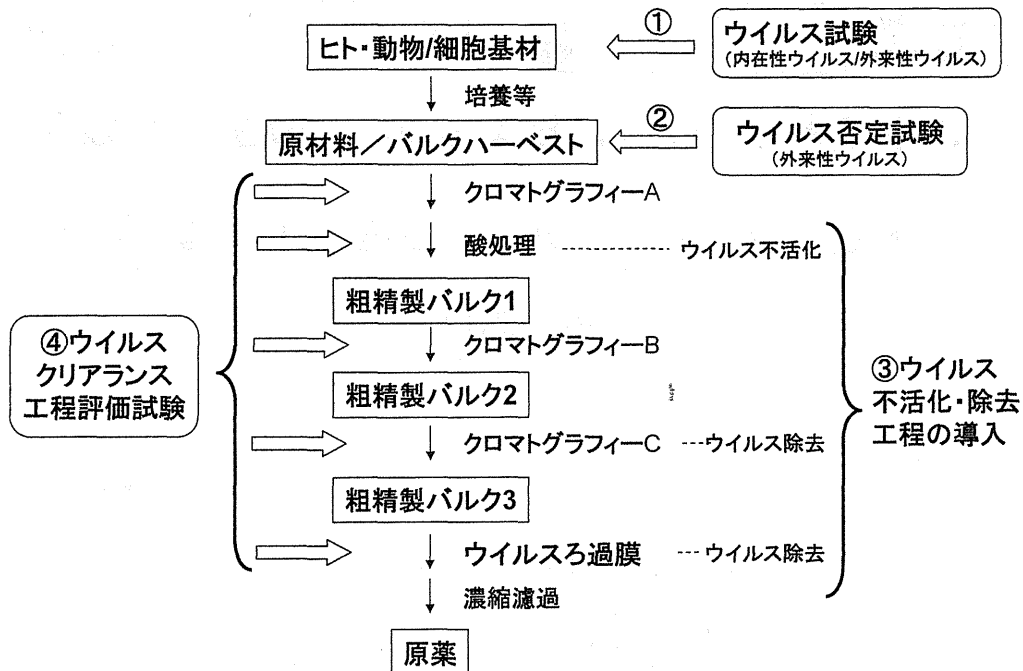 ①
ウイルス試験
(内在性ウイルス/外来性ウイルス)
ヒト・動物/細胞基材
培養等
②
ウイルス否定試験
(外来性ウイルス)
原材料／バルクハーベスト
クロマトグラフィーA
酸処理
ウイルス不活化
粗精製バルク1
クロマトグラフィーB
④ウイルス
クリアランス
工程評価試験
粗精製バルク2
③ウイルス
不活化・除去
工程の導入
クロマトグラフィーC
ウイルス除去
粗精製バルク3
ウイルスろ過膜
ウイルス除去
濃縮濾過
原薬